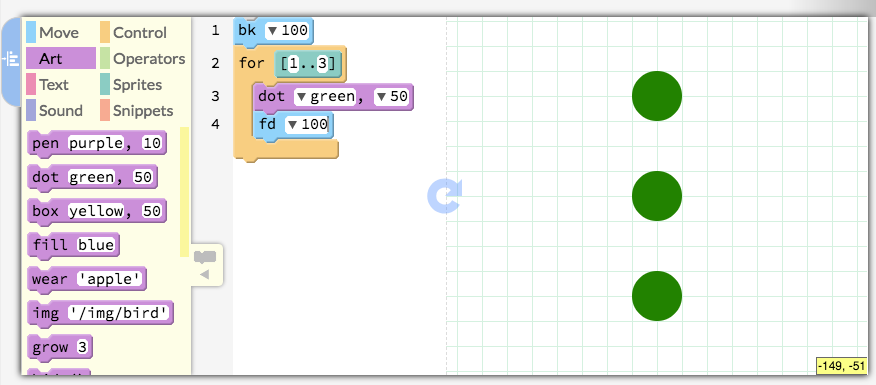 Move Control
Art Operators
Text Sprites
Sound Snippets
pen purple, 10
dot green, 50
box yellow, 50
fill blue
wear 'apple'
img '/img/bird'
grow 3
1 bk ▼ 100
2 for [1..3]
3 dot ▼ green, ▼ 50
4 fd ▼ 100
-149, -51